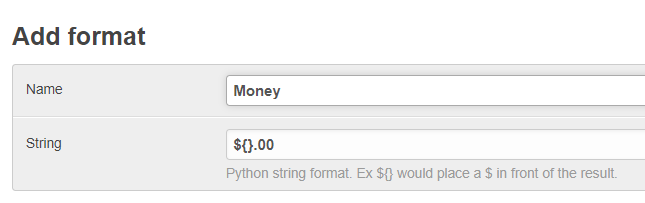 Add format
Name
Money
String
${}.00
Python string format. Ex ${} would place a $ in front of the result.